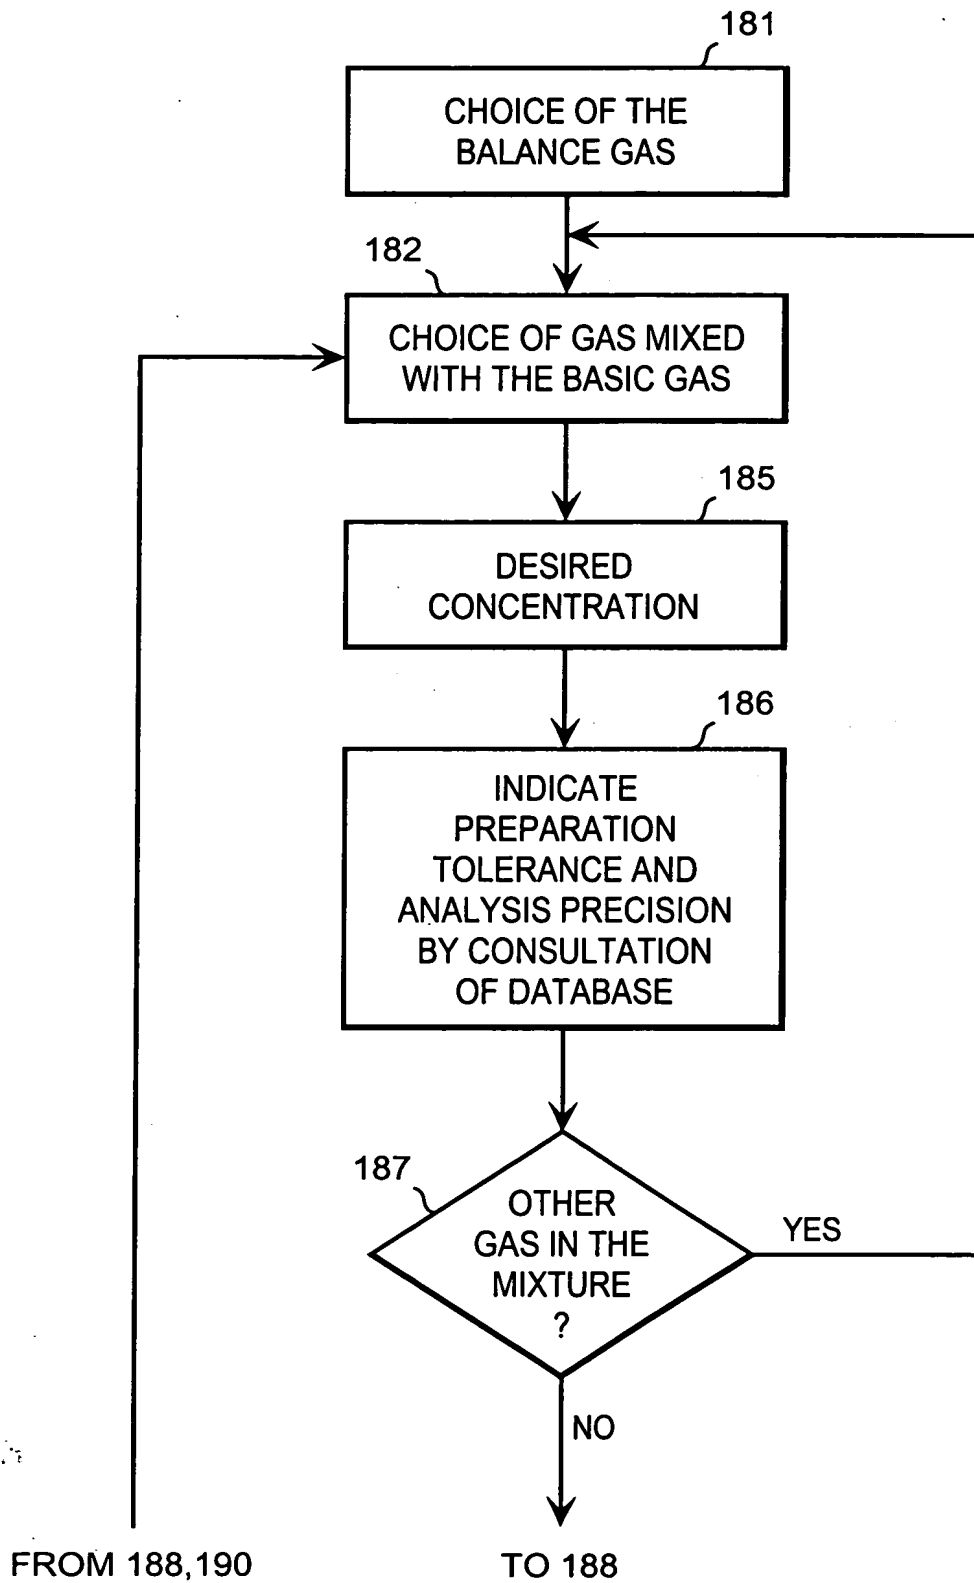 181
CHOICE OF THE
BALANCE GAS
182
CHOICE OF GAS MIXED
WITH THE BASIC GAS
185
DESIRED
CONCENTRATION
186
INDICATE
PREPARATION
TOLERANCE AND
ANALYSIS PRECISION
BY CONSULTATION
OF DATABASE
187
OTHER
GAS IN THE
MIXTURE
?
YES
NO
FROM 188,190
TO 188